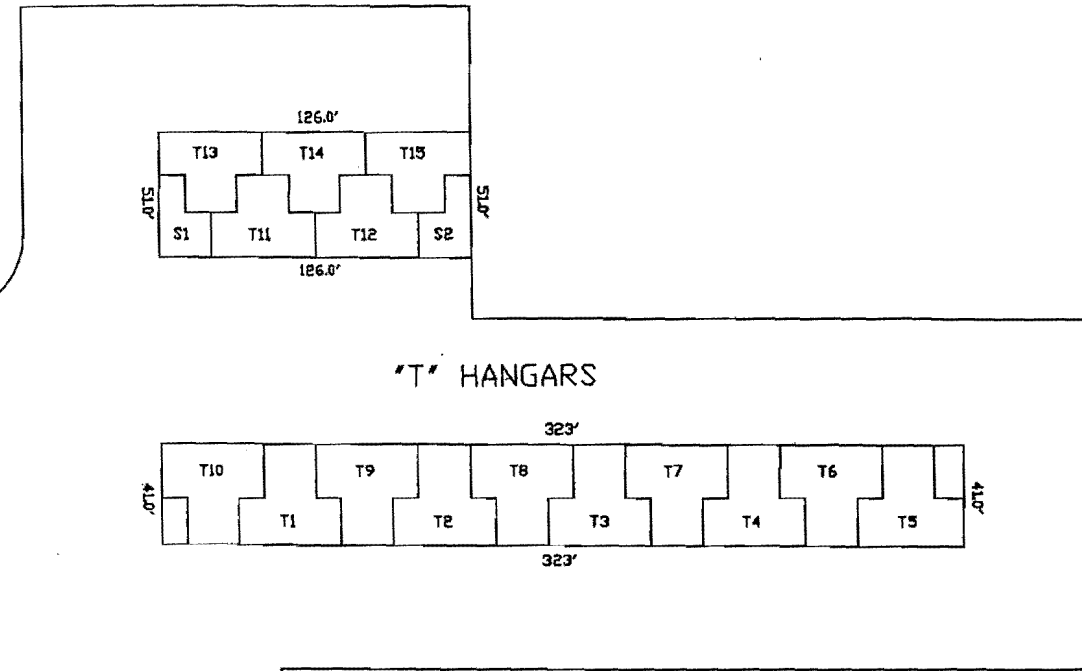 126.0'
T13 T14 T15
51.0' 51.0'
S1 T11 T12 S2
126.0'
"T" HANGARS
323'
T10 T9 T8 T7 T6
41.0' 41.0'
T1 T2 T3 T4 T5
323'